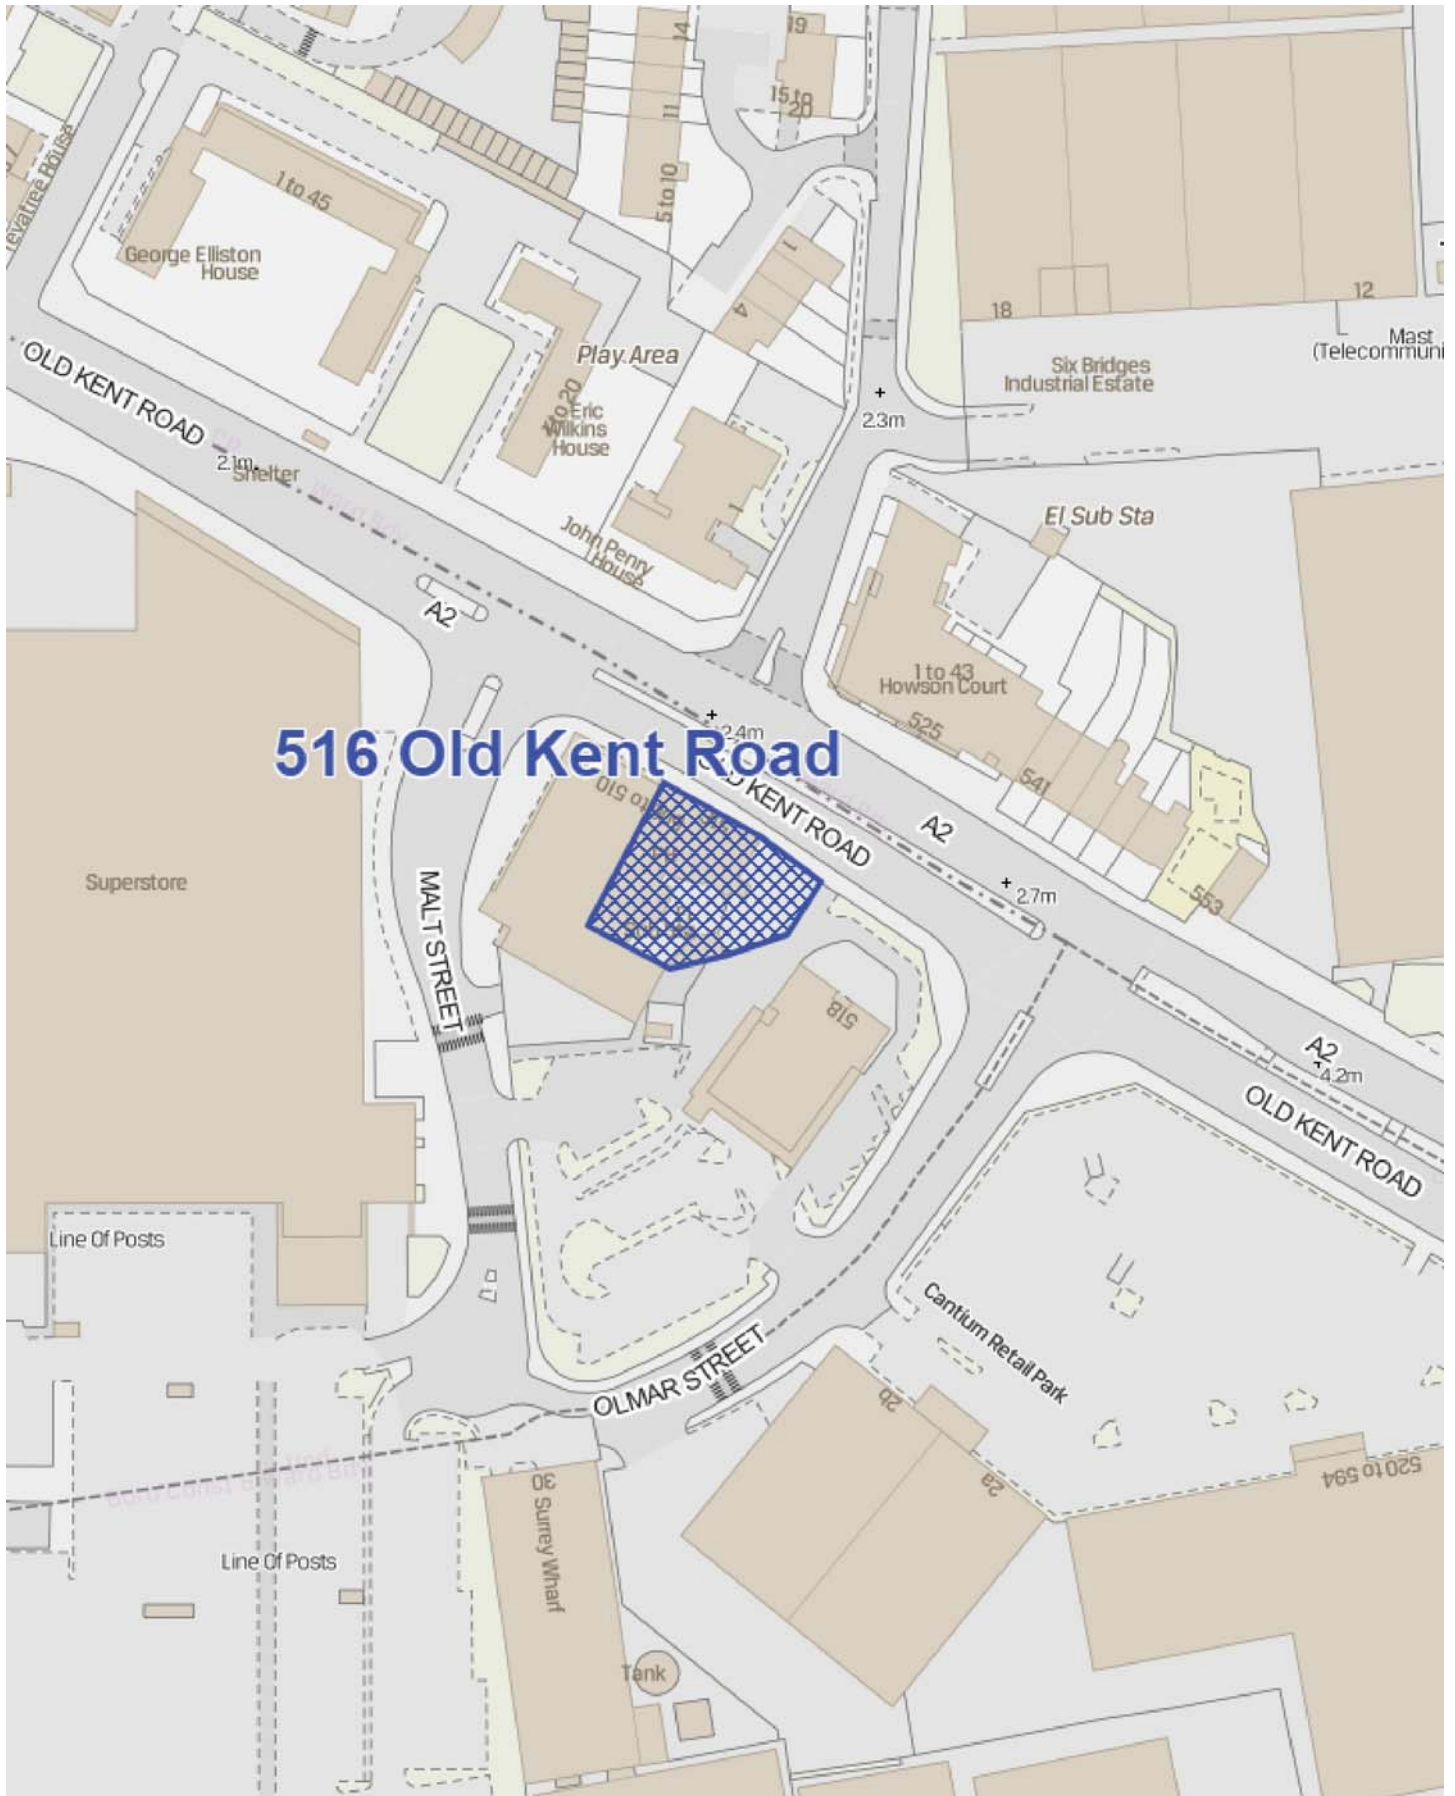 14
19
15 to
20
11
5 to 10
1 to 45
George Elliston
House
1
4
18
12
Mast
Six Bridges
Industrial Estate
Play Area
OLD KENT ROAD
2.3m
Eric
Wilkins
House
2.1m
Shelter
1
El Sub Sta
John Penry
House
A2
1 to 43
Howson Court
525
2.4m
516 Old Kent Road
541
OLD KENT ROAD
A2
Superstore
MALT STREET
2.7m
553
518
A2
4.2m
OLD KENT ROAD
Line Of Posts
Cantium Retail Park
OLMAR STREET
2b
2a
520 to 594
30 Surrey Wharf
Line Of Posts
Tank